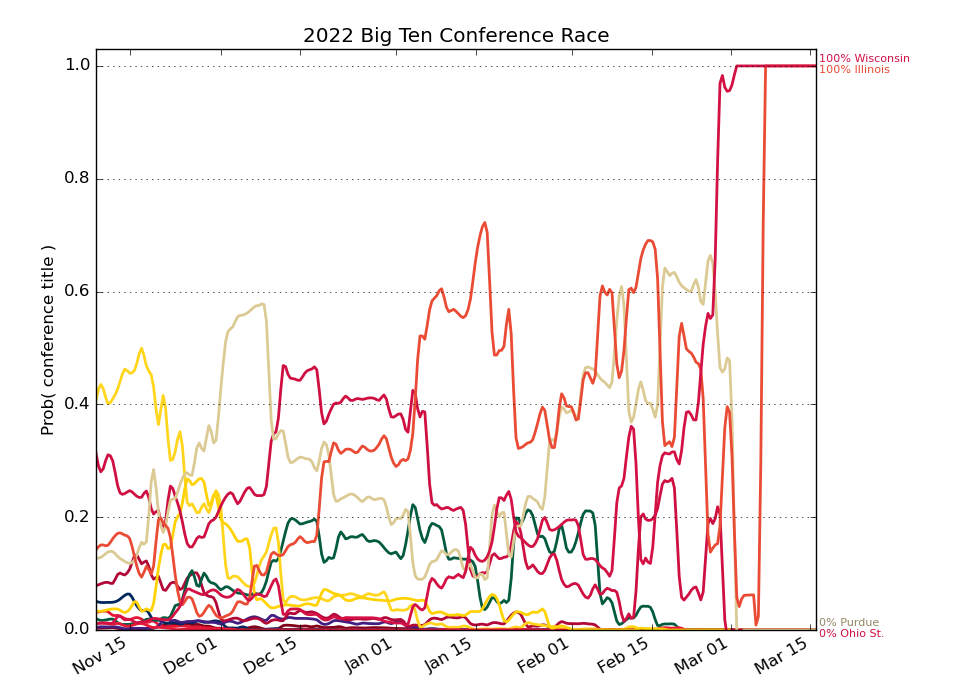 2022 Big Ten Conference Race
Prob( conference title )
1.0
0.8
0.6
0.4
0.2
0.0
100% Wisconsin
100% Illinois
0% Purdue
0% Ohio St.
Nov 15
Dec 01
Dec 15
Jan 01
Jan 15
Feb 01
Feb 15
Mar 01
Mar 15